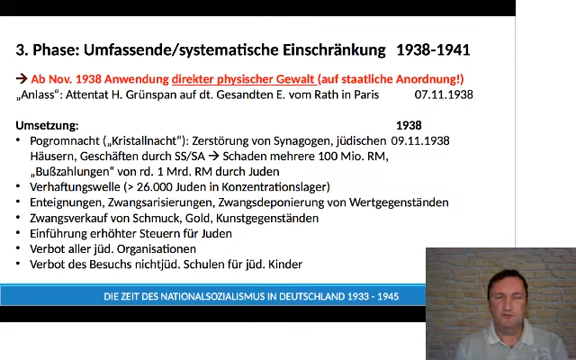 3. Phase: Umfassende/systematische Einschränkung 1938-1941
➔ Ab Nov. 1938 Anwendung direkter physischer Gewalt (auf staatliche Anordnung!)
„Anlass“: Attentat H. Grünspan auf dt. Gesandten E. vom Rath in Paris 07.11.1938
Umsetzung: 1938
• Pogromnacht („Kristallnacht“): Zerstörung von Synagogen, jüdischen 09.11.1938
Häusern, Geschäften durch SS/SA ➔ Schaden mehrere 100 Mio. RM,
„Bußzahlungen“ von rd. 1 Mrd. RM durch Juden
• Verhaftungswelle (> 26.000 Juden in Konzentrationslager)
• Enteignungen, Zwangsarisierungen, Zwangsdeponierung von Wertgegenständen
• Zwangsverkauf von Schmuck, Gold, Kunstgegenständen
• Einführung erhöhter Steuern für Juden
• Verbot aller jüd. Organisationen
• Verbot des Besuchs nichtjüd. Schulen für jüd. Kinder
DIE ZEIT DES NATIONALSOZIALISMUS IN DEUTSCHLAND 1933 - 1945